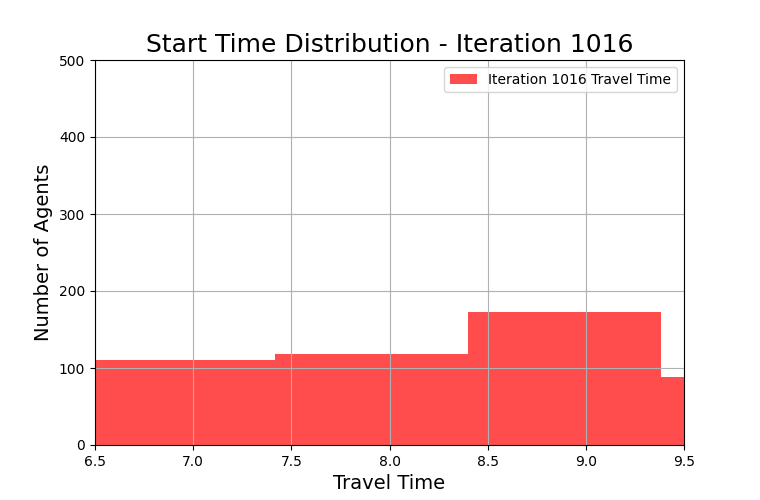 Start Time Distribution - Iteration 1016
500
400
300
200
100
0
Number of Agents
Iteration 1016 Travel Time
6.5 7.0 7.5 8.0 8.5 9.0 9.5
Travel Time